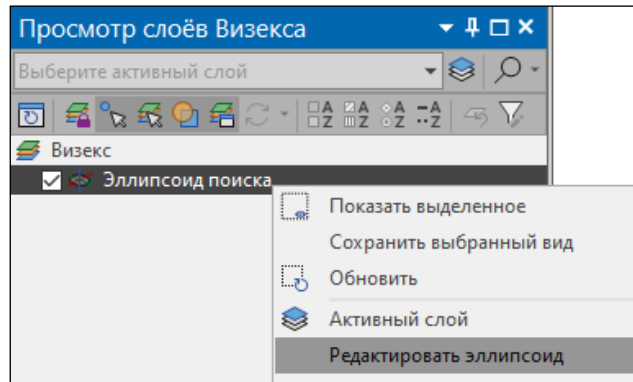 Просмотр слоёв Визекса
Выберите активный слой
Визекс
Эллипсоид поиска
Показать выделенное
Сохранить выбранный вид
Обновить
Активный слой
Редактировать эллипсоид